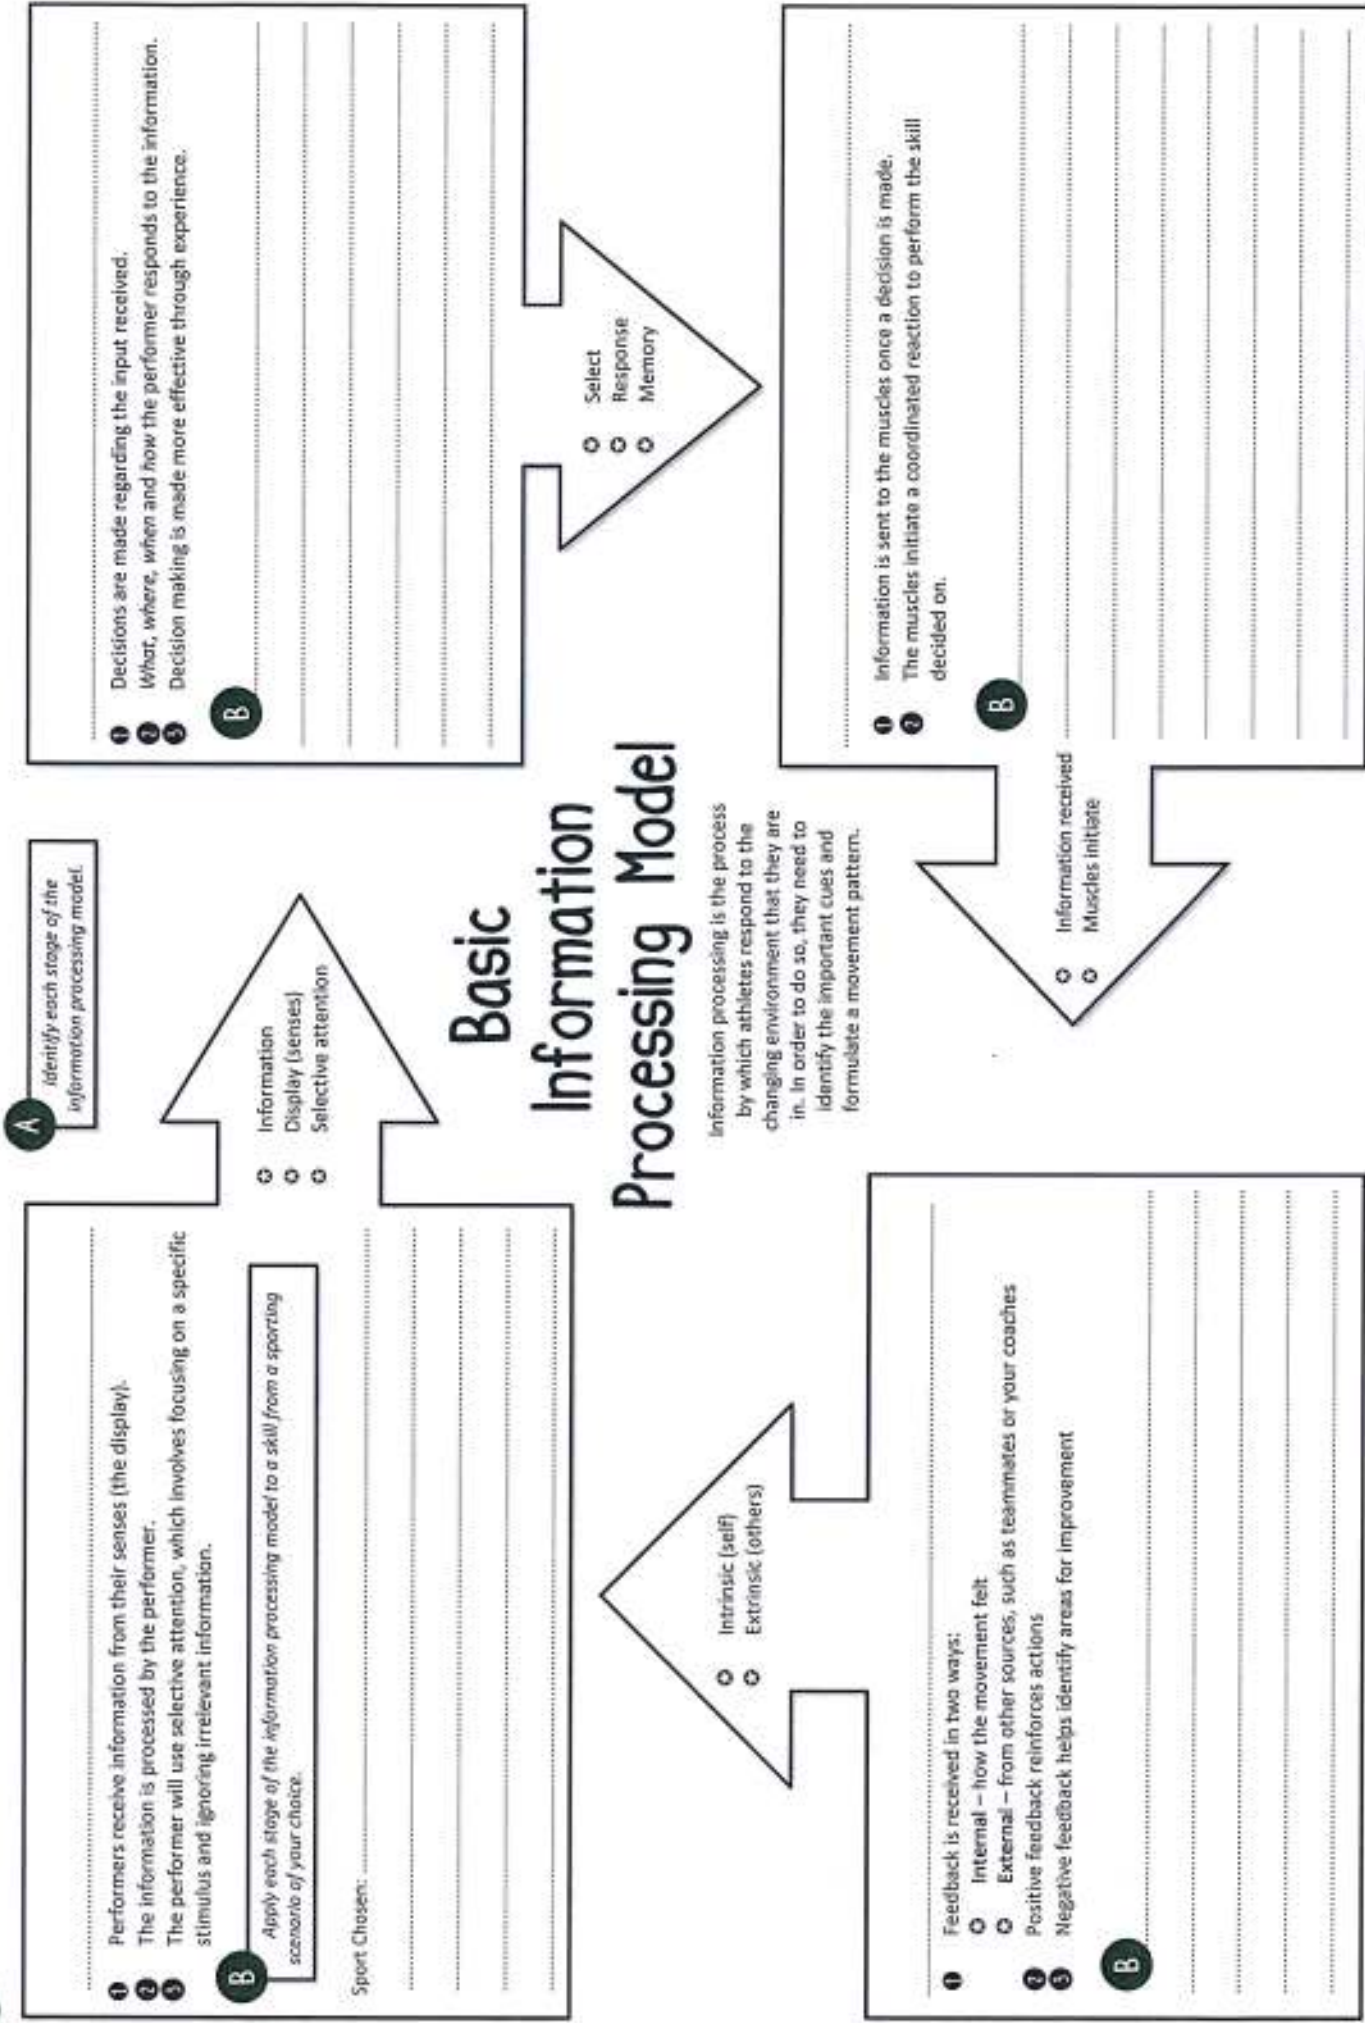 A
Identify each stage of the
information processing model.
1 Performers receive information from their senses (the display).
2 The information is processed by the performer.
3 The performer will use selective attention, which involves focusing on a specific
stimulus and ignoring irrelevant information.
B
Apply each stage of the information processing model to a skill from a sporting
scenario of your choice.
Sport Chosen:
Information
Display (senses)
Selective attention
1 Decisions are made regarding the input received.
2 What, where, when and how the performer responds to the information.
3 Decision making is made more effective through experience.
B
Select
Response
Memory
Basic
Information
Processing Model
Information processing is the process
by which athletes respond to the
changing environment that they are
in. In order to do so, they need to
identify the important cues and
formulate a movement pattern.
1 Information is sent to the muscles once a decision is made.
2 The muscles initiate a coordinated reaction to perform the skill
decided on.
B
Information received
Muscles initiate
1 Feedback is received in two ways:
Internal – how the movement felt
External – from other sources, such as teammates or your coaches
2 Positive feedback reinforces actions
3 Negative feedback helps identify areas for improvement
B
Intrinsic (self)
Extrinsic (others)